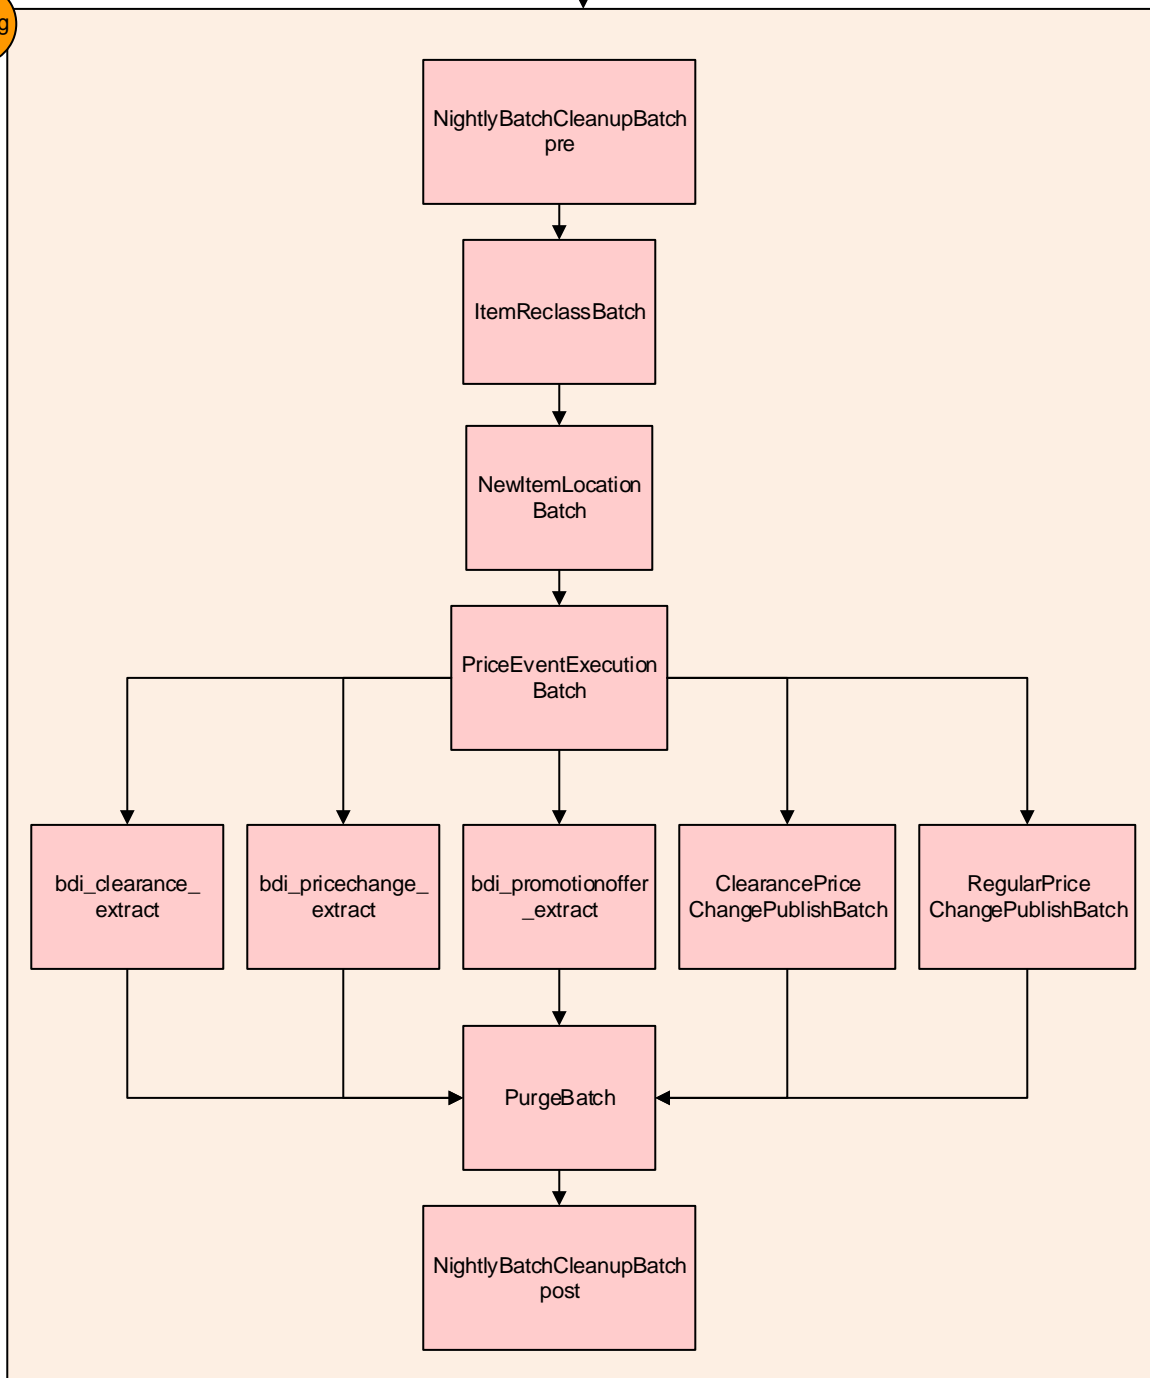 g
NightlyBatchCleanupBatch
pre
ItemReclassBatch
NewItemLocation
Batch
PriceEventExecution
Batch
bdi_clearance_
extract
bdi_pricechange_
extract
bdi_promotionoffer
_extract
ClearancePrice
ChangePublishBatch
RegularPrice
ChangePublishBatch
PurgeBatch
NightlyBatchCleanupBatch
post